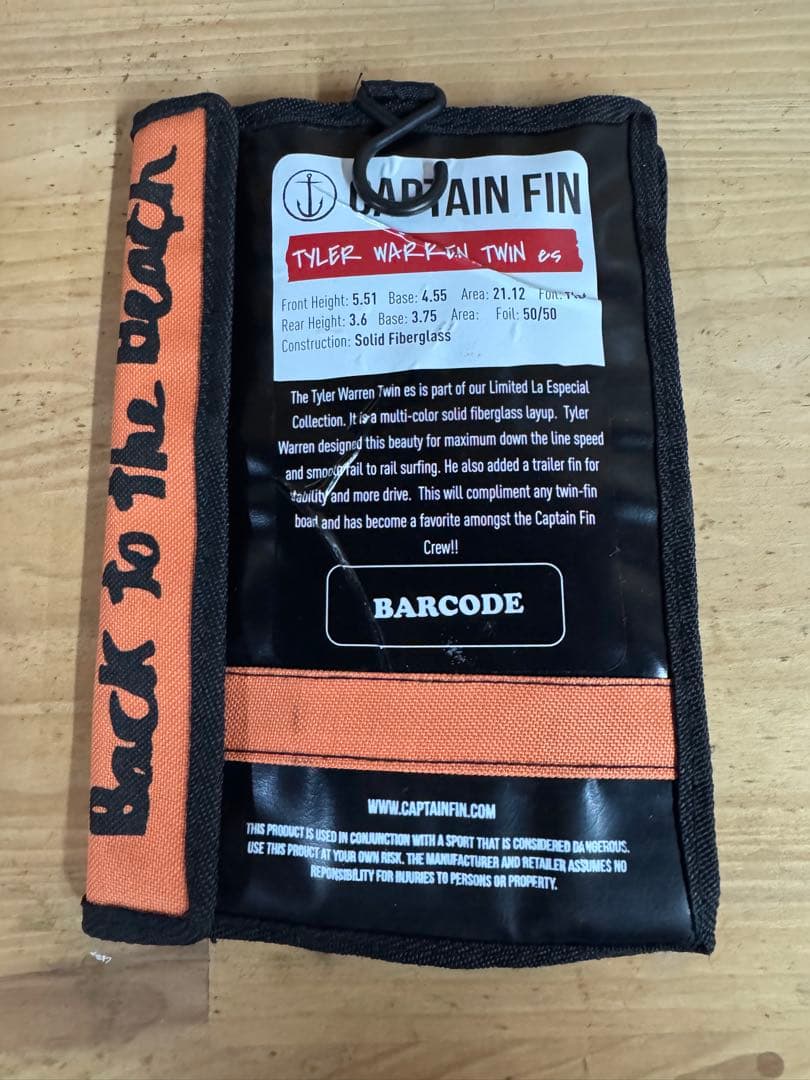 Back To The Beach
CAPTAIN FIN
TYLER WARREN TWIN es
Front Height: 5.51 Base: 4.55 Area: 21.12 Foil:
Rear Height: 3.6 Base: 3.75 Area: Foil: 50/50
Construction: Solid Fiberglass
The Tyler Warren Twin es is part of our Limited La Especial
Collection. It is a multi-color solid fiberglass layup. Tyler
Warren designed this beauty for maximum down the line speed
and smooth rail to rail surfing. He also added a trailer fin for
stability and more drive. This will compliment any twin-fin
board and has become a favorite amongst the Captain Fin
Crew!!
BARCODE
WWW.CAPTAINFIN.COM
THIS PRODUCT IS USED IN CONJUNCTION WITH A SPORT THAT IS CONSIDERED DANGEROUS.
USE THIS PROUCT AT YOUR OWN RISK. THE MANUFACTURER AND RETAILER ASSUMES NO
REPONSIBILITY FOR INJURIES TO PERSONS OR PROPERTY.